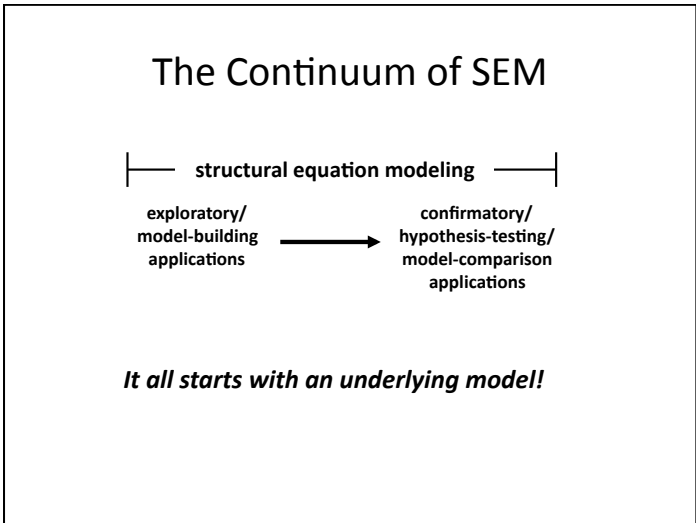 The Continuum of SEM
structural equation modeling
exploratory/
model-building
applications
confirmatory/
hypothesis-testing/
model-comparison
applications
It all starts with an underlying model!